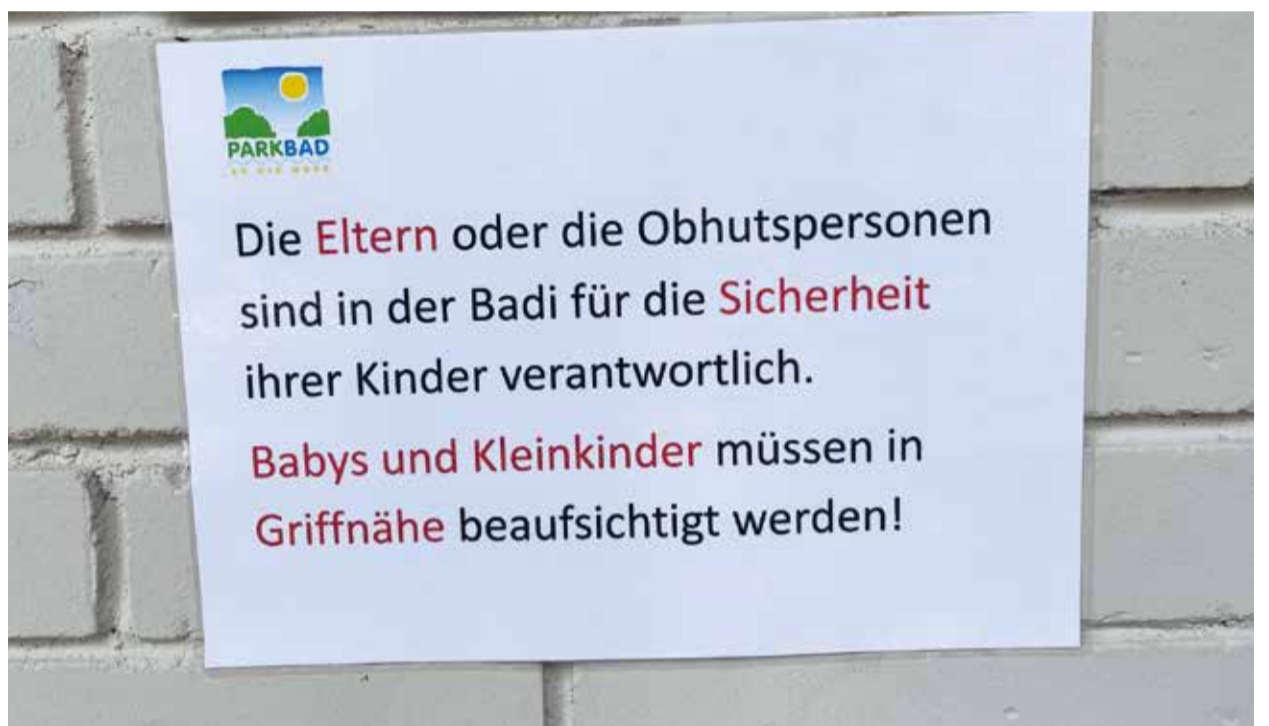 PARKBAD
Die Eltern oder die Obhutspersonen
sind in der Badi für die Sicherheit
ihrer Kinder verantwortlich.
Babys und Kleinkinder müssen in
Griffnähe beaufsichtigt werden!